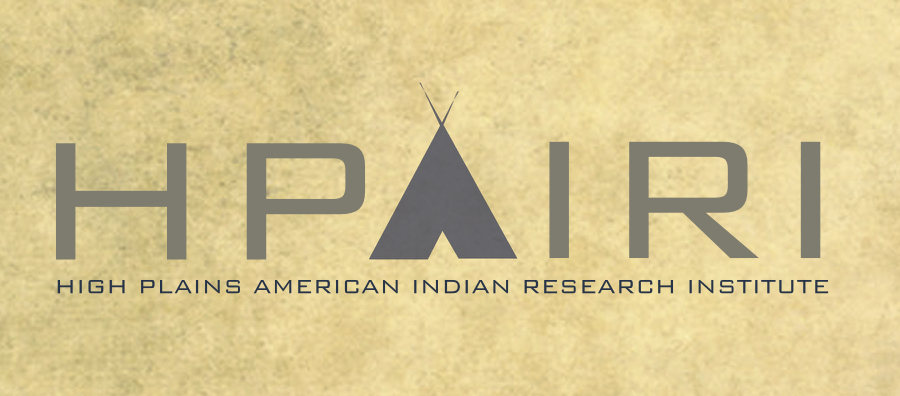 HPAIRI
HIGH PLAINS AMERICAN INDIAN RESEARCH INSTITUTE